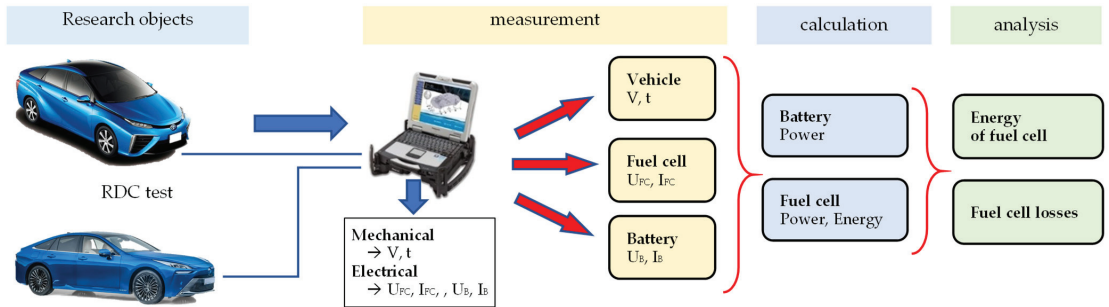 Research objects
measurement
calculation
analysis
RDC test
Mechanical
→ V, t
Electrical
→ UFC, IFC, , UB, IB
Vehicle
V, t
Fuel cell
UFC, IFC
Battery
UB, IB
Battery
Power
Fuel cell
Power, Energy
Energy
of fuel cell
Fuel cell losses